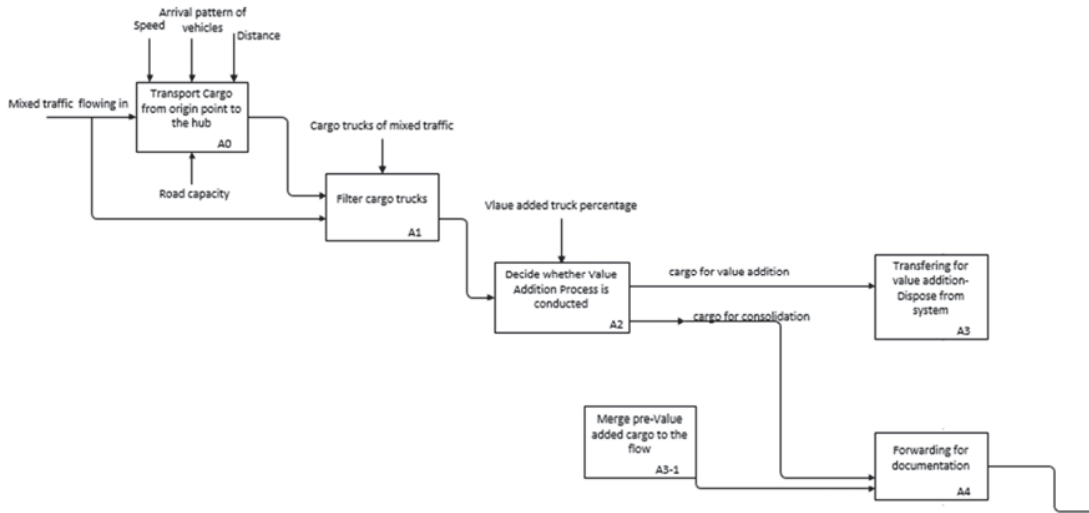 Arrival pattern of
vehicles
Speed
Distance
Mixed traffic flowing in
Transport Cargo
from origin point to
the hub
A0
Road capacity
Cargo trucks of mixed traffic
Filter cargo trucks
A1
Vlaue added truck percentage
Decide whether Value
Addition Process is
conducted
A2
cargo for value addition
cargo for consolidation
Transfering for
value addition-
Dispose from
system
A3
Merge pre-Value
added cargo to the
flow
A3-1
Forwarding for
documentation
A4